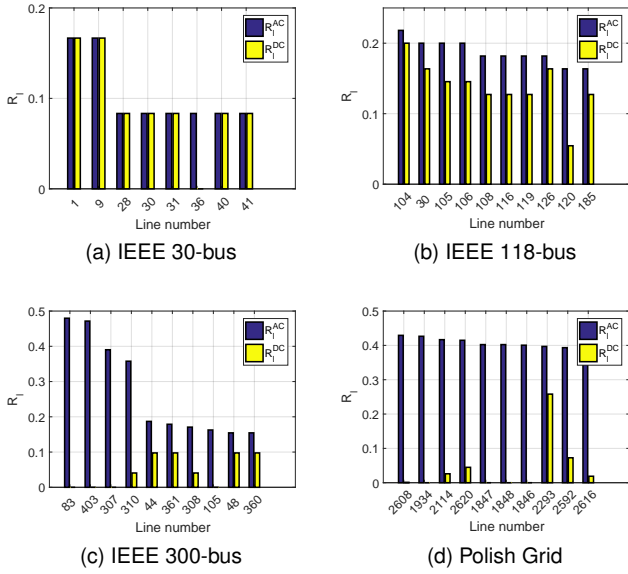 0.2
0.1
0
R_l
R_l^AC
R_l^DC
1 9 28 30 31 36 40 41
Line number
(a) IEEE 30-bus
0.2
0.1
0
R_l
R_l^AC
R_l^DC
104 30 105 106 108 116 119 126 120 185
Line number
(b) IEEE 118-bus
0.5
0.4
0.3
0.2
0.1
0
R_l
R_l^AC
R_l^DC
83 403 307 310 44 361 308 105 48 360
Line number
(c) IEEE 300-bus
0.5
0.4
0.3
0.2
0.1
0
R_l
R_l^AC
R_l^DC
2608 1934 2114 2620 1847 1848 1846 2293 2592 2616
Line number
(d) Polish Grid